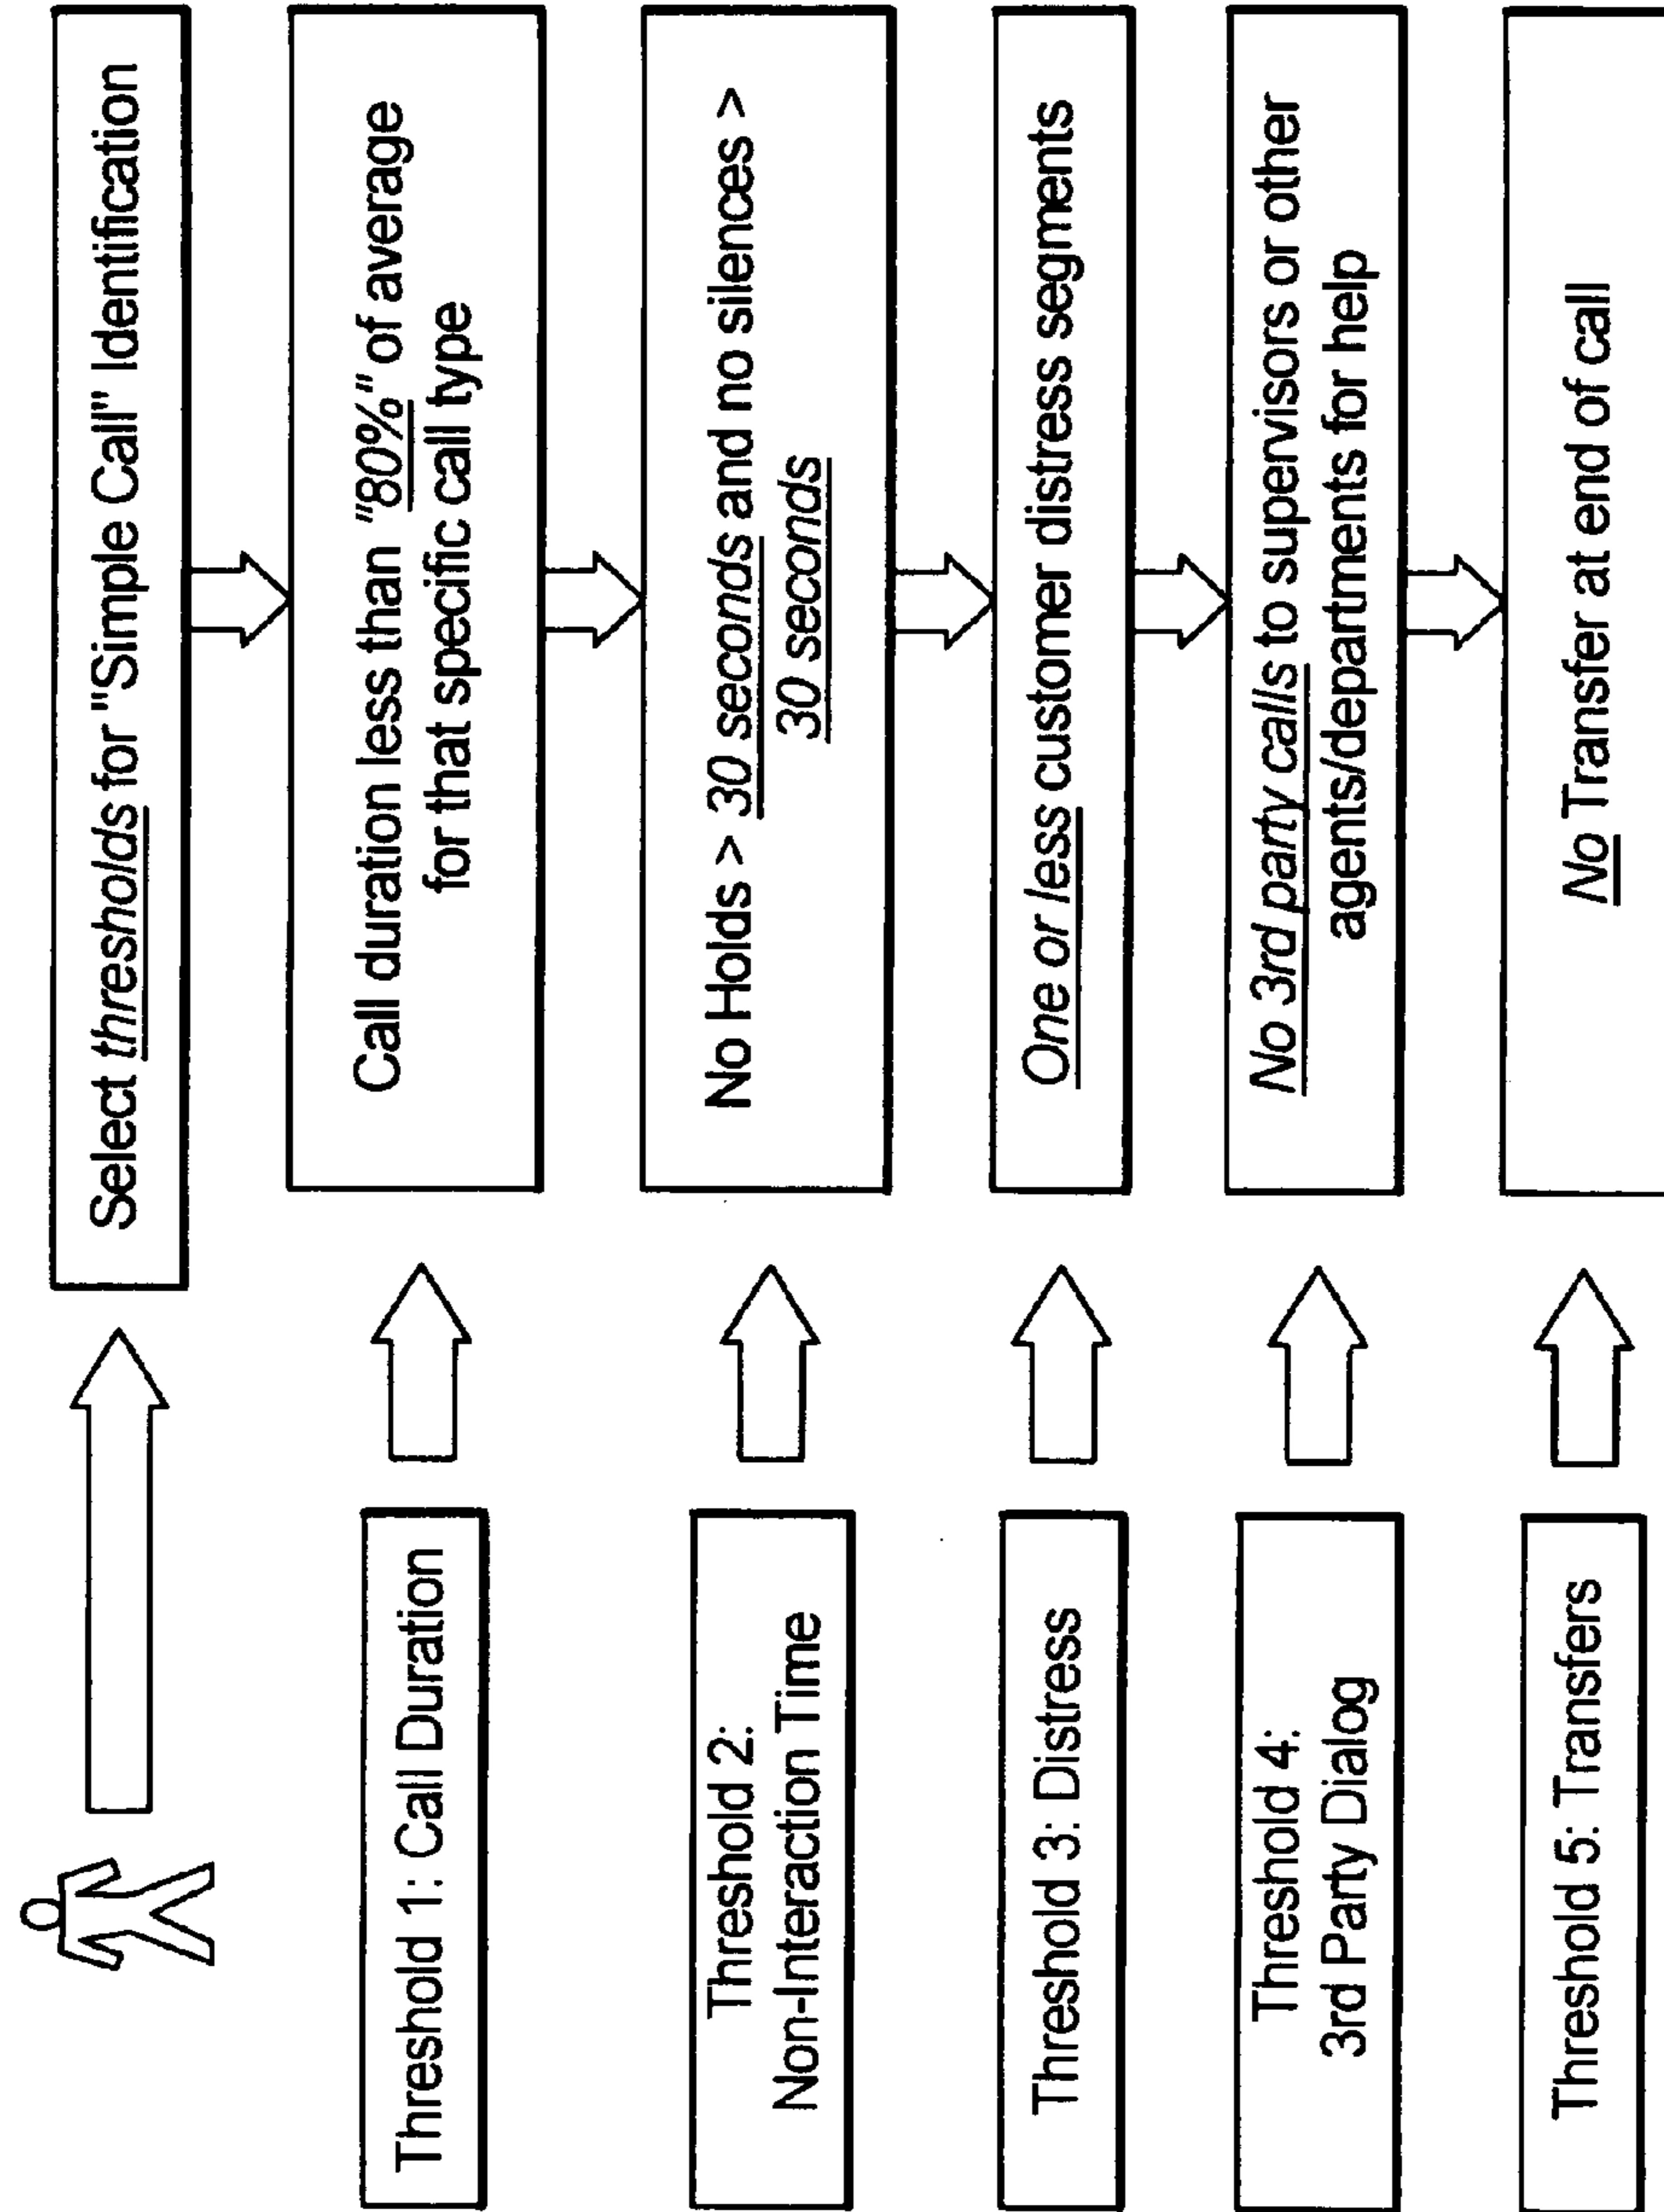 Select thresholds for "'Simple Call" Identification
Threshold 1: Call Duration
Call duration less than "80%" of average
for that specific call type
Threshold 2:
Non-Interaction Time
No Holds > 30 seconds and no silences >
30 seconds
Threshold 3: Distress
One or less customer distress segments
Threshold 4:
3rd Party Dialog
No 3rd party calls to supervisors or other
agents/departments for help
Threshold 5: Transfers
No Transfer at end of call